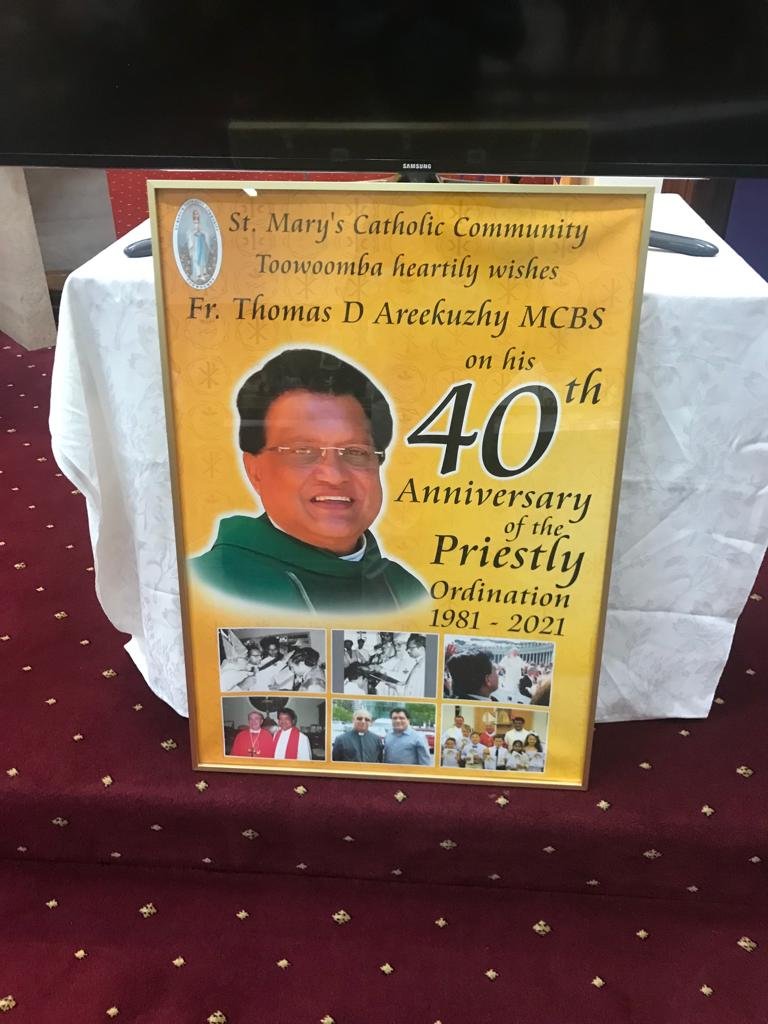 SAMSUNG
St. Mary's Catholic Community
Toowoomba heartily wishes
Fr. Thomas D Areekuzhy MCBS
on his
40th
Anniversary
of the
Priestly
Ordination
1981 - 2021